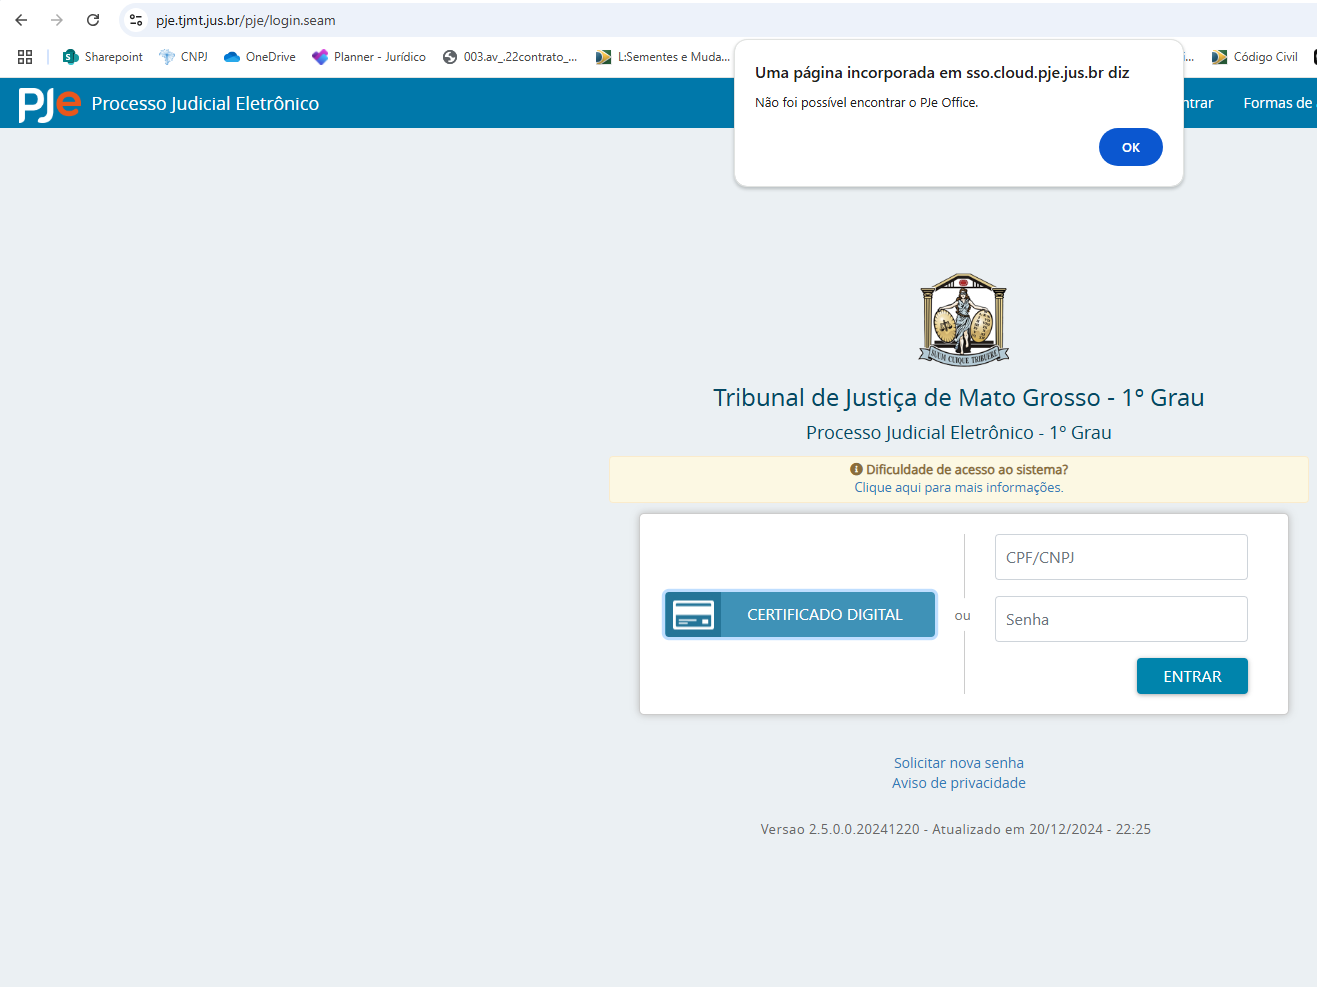 pje.tjmt.jus.br/pje/login.seam
Sharepoint CNPJ OneDrive Planner - Jurídico 003.av_.22contrato_... L:Sementes e Muda... Código Civil
Uma página incorporada em sso.cloud.pje.jus.br diz
Não foi possível encontrar o PJe Office.
OK
PJe Processo Judicial Eletrônico
ntrar Formas de
SUUM CUIQUE TRIBUERE
Tribunal de Justiça de Mato Grosso - 1º Grau
Processo Judicial Eletrônico - 1º Grau
Dificuldade de acesso ao sistema?
Clique aqui para mais informações.
CERTIFICADO DIGITAL
ou
CPF/CNPJ
Senha
ENTRAR
Solicitar nova senha
Aviso de privacidade
Versao 2.5.0.0.20241220 - Atualizado em 20/12/2024 - 22:25